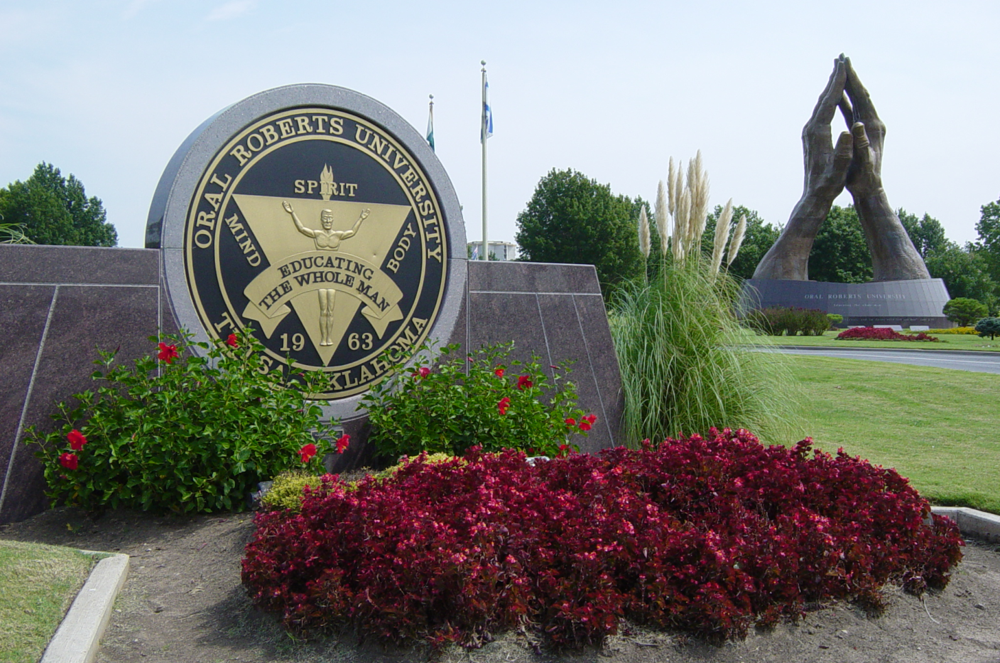 ORAL ROBERTS UNIVERSITY
SPIRIT
MIND
BODY
EDUCATING
THE WHOLE MAN
19 63
TULSA OKLAHOMA
ORAL ROBERTS UNIVERSITY